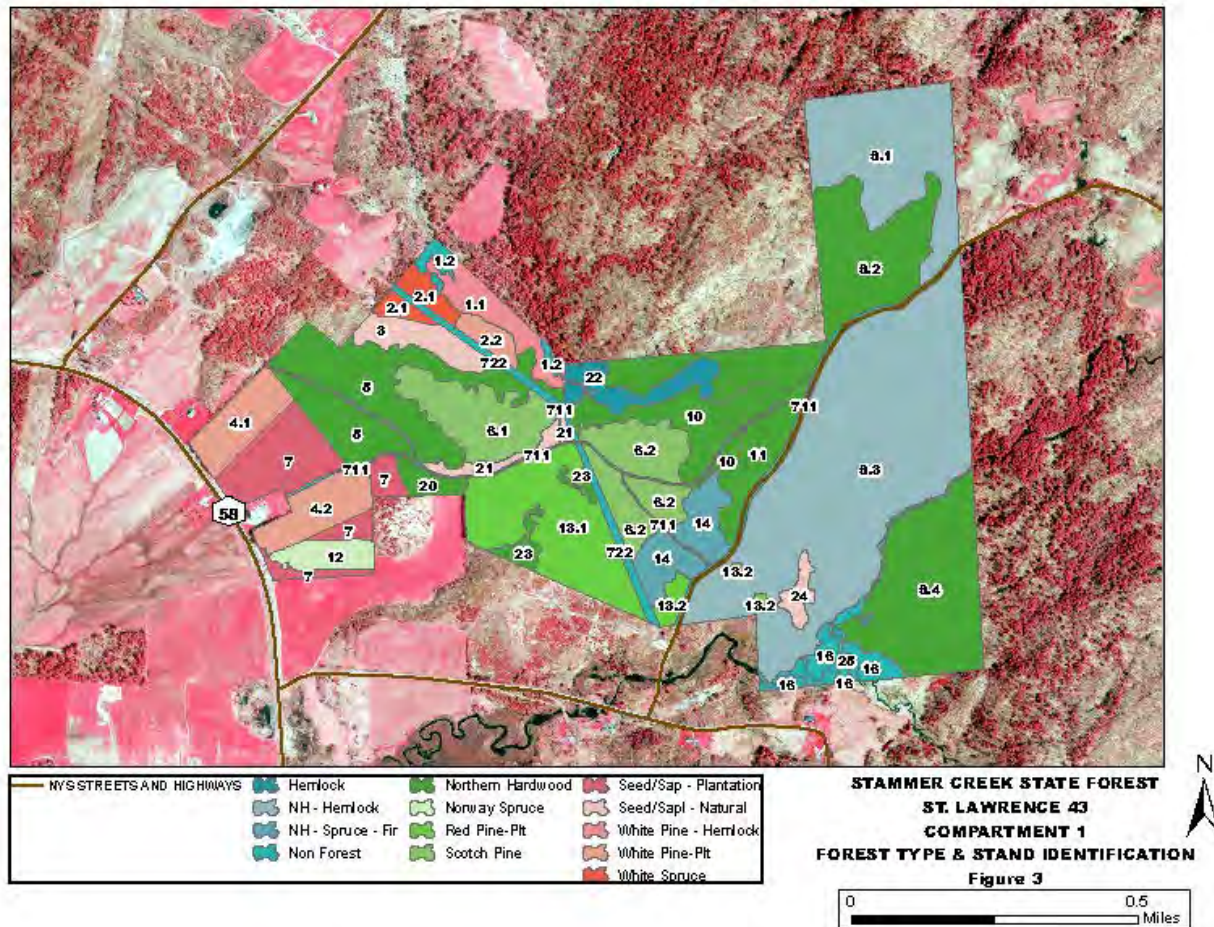 8.1
8.2
1.2
2.1
1.1
2.1
3
2.2
722
1.2
22
5
711
10
711
4.1
5
6.1
21
6.2
7
711
21
10
11
8.3
711
7
20
23
6.2
58
4.2
13.1
6.2
711
14
7
722
14
12
23
13.2
7
13.2
13.2
24
8.4
16
25
16
16
16
NYS STREETS AND HIGHWAYS
Hemlock
NH - Hemlock
NH - Spruce - Fir
Non Forest
Northern Hardwood
Norway Spruce
Red Pine-Plt
Scotch Pine
Seed/Sap - Plantation
Seed/Sapl - Natural
White Pine - Hemlock
White Pine-Plt
White Spruce
STAMMER CREEK STATE FOREST
ST. LAWRENCE 43
COMPARTMENT 1
FOREST TYPE & STAND IDENTIFICATION
Figure 3
N
0 0.5
Miles